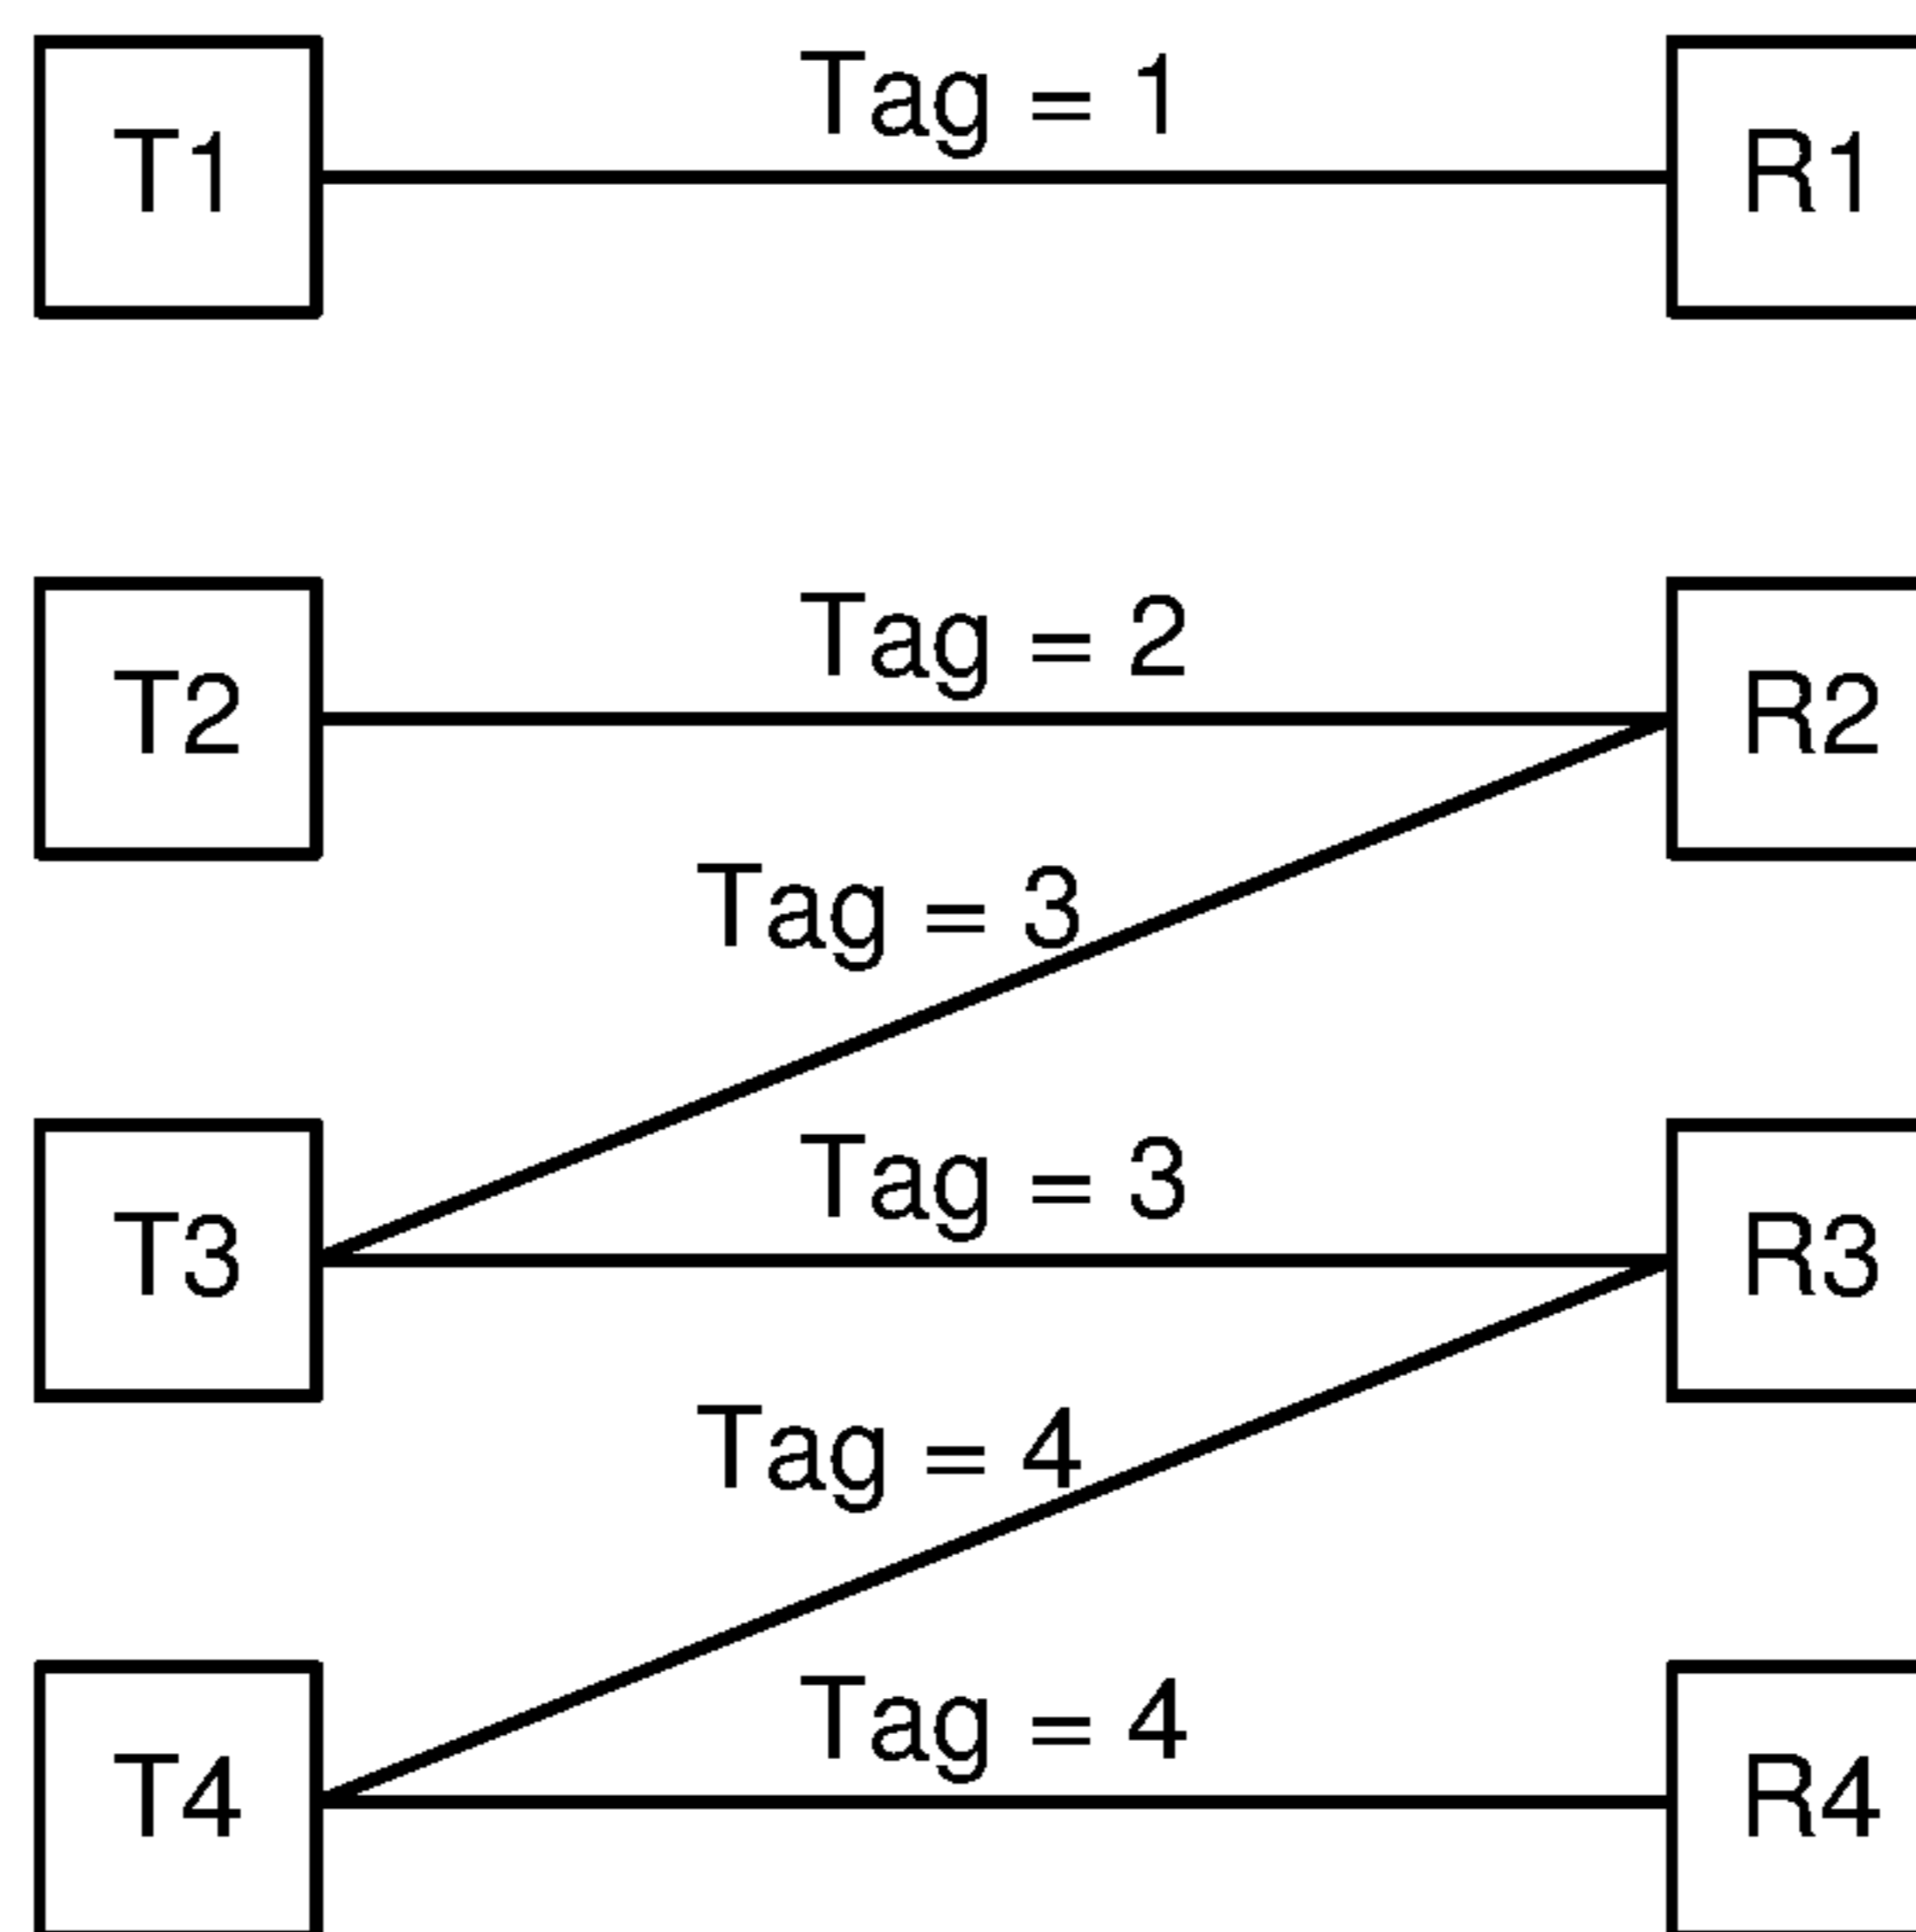 T1 Tag = 1 R1
T2 Tag = 2 R2
Tag = 3
T3 Tag = 3 R3
Tag = 4
T4 Tag = 4 R4